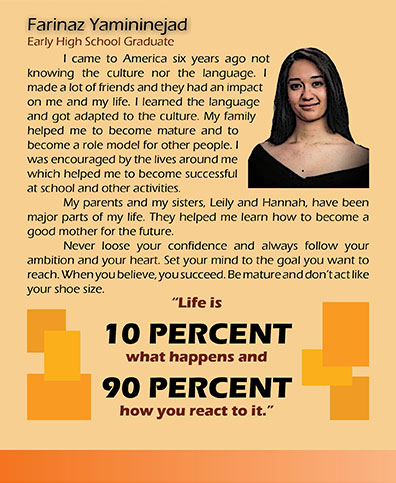 Farinaz Yamininejad
Early High School Graduate
I came to America six years ago not
knowing the culture nor the language. I
made a lot of friends and they had an impact
on me and my life. I learned the language
and got adapted to the culture. My family
helped me to become mature and to
become a role model for other people. I
was encouraged by the lives around me
which helped me to become successful
at school and other activities.
My parents and my sisters, Leily and Hannah, have been
major parts of my life. They helped me learn how to become a
good mother for the future.
Never loose your confidence and always follow your
ambition and your heart. Set your mind to the goal you want to
reach. When you believe, you succeed. Be mature and don't act like
your shoe size.
"Life is
10 PERCENT
what happens and
90 PERCENT
how you react to it."